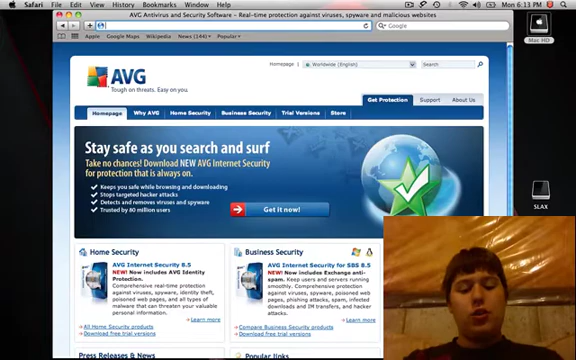 Safari File Edit View History Bookmarks Window Help
Mon 6:13 PM
AVG Antivirus and Security Software - Real-time protection against viruses, spyware and malicious websites
Google
Apple Google Maps Wikipedia News (144) Popular
Mac HD
Homepage Worldwide (English) Search
AVG
Tough on threats. Easy on you.
Get Protection Support About Us
Homepage Why AVG Home Security Business Security Trial Versions Store
Stay safe as you search and surf
Take no chances! Download NEW AVG Internet Security
for protection that is always on.
Keeps you safe while browsing and downloading
Stops targeted hacker attacks
Detects and removes viruses and spyware
Trusted by 80 million users
Get it now!
SLAX
Home Security
AVG Internet Security 8.5
NEW! Now includes AVG Identity
Protection.
Comprehensive real-time
protection against viruses,
spyware, identity theft,
poisoned web pages, and all
types of malware that can
threaten your valuable
personal information.
Learn more
All Home Security products
Download free trial versions
Business Security
AVG Internet Security for SBS 8.5
NEW! Now includes Exchange anti-
spam.
Keep your systems and servers running
smoothly. Comprehensive
protection against viruses,
spyware, poisoned web
pages, phishing attacks, spam, infected
downloads and IM transfers, and
hackers.
Learn more
Compare Business Security products
Download free trial versions
Press Releases & News
Popular Links